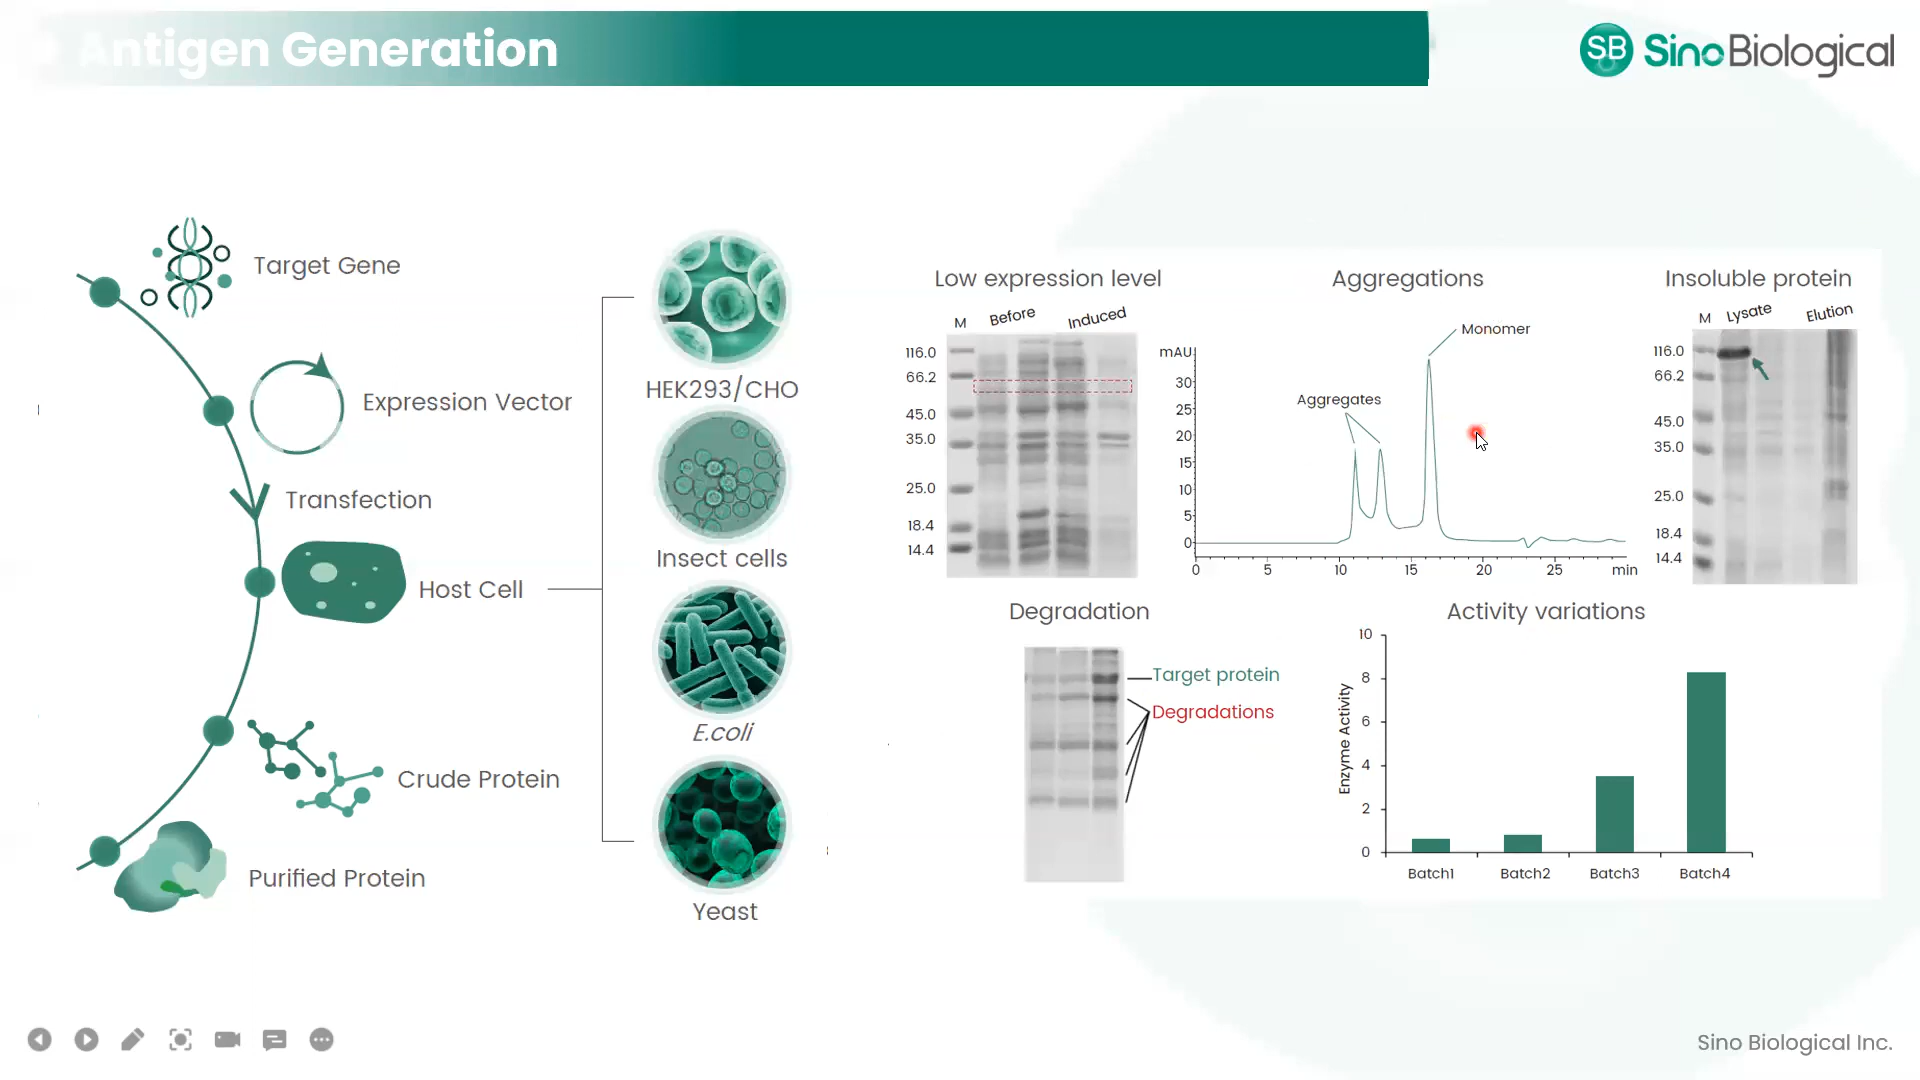 Antigen Generation
SB SinoBiological
Target Gene
Expression Vector
Transfection
Host Cell
Crude Protein
Purified Protein
HEK293/CHO
Insect cells
E.coli
Yeast
Low expression level
M Before Induced
116.0
66.2
45.0
35.0
25.0
18.4
14.4
Aggregations
mAU
30
25
20
15
10
5
0
Aggregates
Monomer
0 5 10 15 20 25 min
Insoluble protein
M Lysate Elution
116.0
66.2
45.0
35.0
25.0
18.4
14.4
Degradation
Target protein
Degradations
Activity variations
Enzyme Activity
10
8
6
4
2
0
Batch1 Batch2 Batch3 Batch4
Sino Biological Inc.